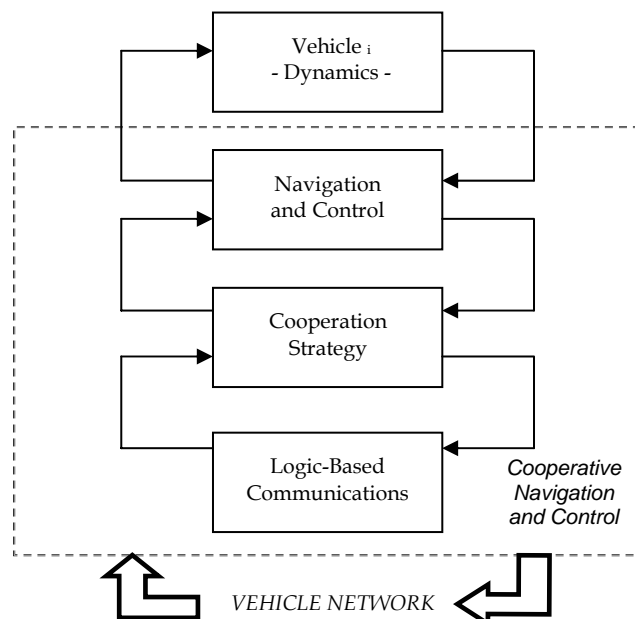 Vehicle i
- Dynamics -
Navigation
and Control
Cooperation
Strategy
Logic-Based
Communications
Cooperative
Navigation
and Control
VEHICLE NETWORK